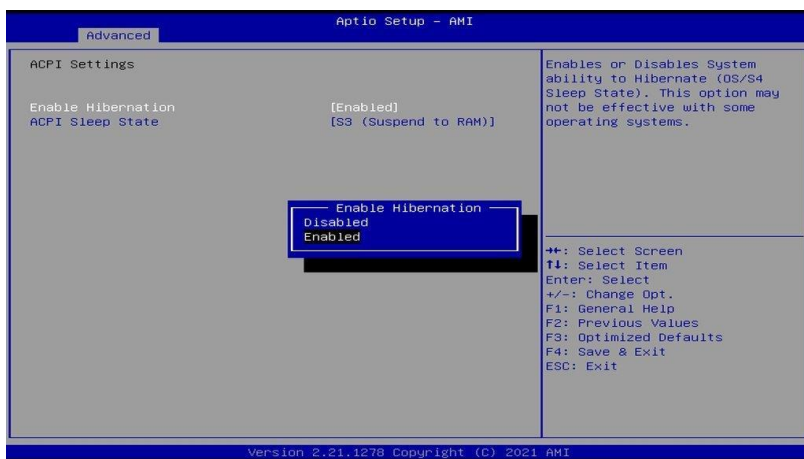 Aptio Setup – AMI
Advanced
ACPI Settings
Enable Hibernation [Enabled]
ACPI Sleep State [S3 (Suspend to RAM)]
Enable Hibernation
Disabled
Enabled
Enables or Disables System
ability to Hibernate (OS/S4
Sleep State). This option may
not be effective with some
operating systems.
→←: Select Screen
↑↓: Select Item
Enter: Select
+/-: Change Opt.
F1: General Help
F2: Previous Values
F3: Optimized Defaults
F4: Save & Exit
ESC: Exit
Version 2.21.1278 Copyright (C) 2021 AMI